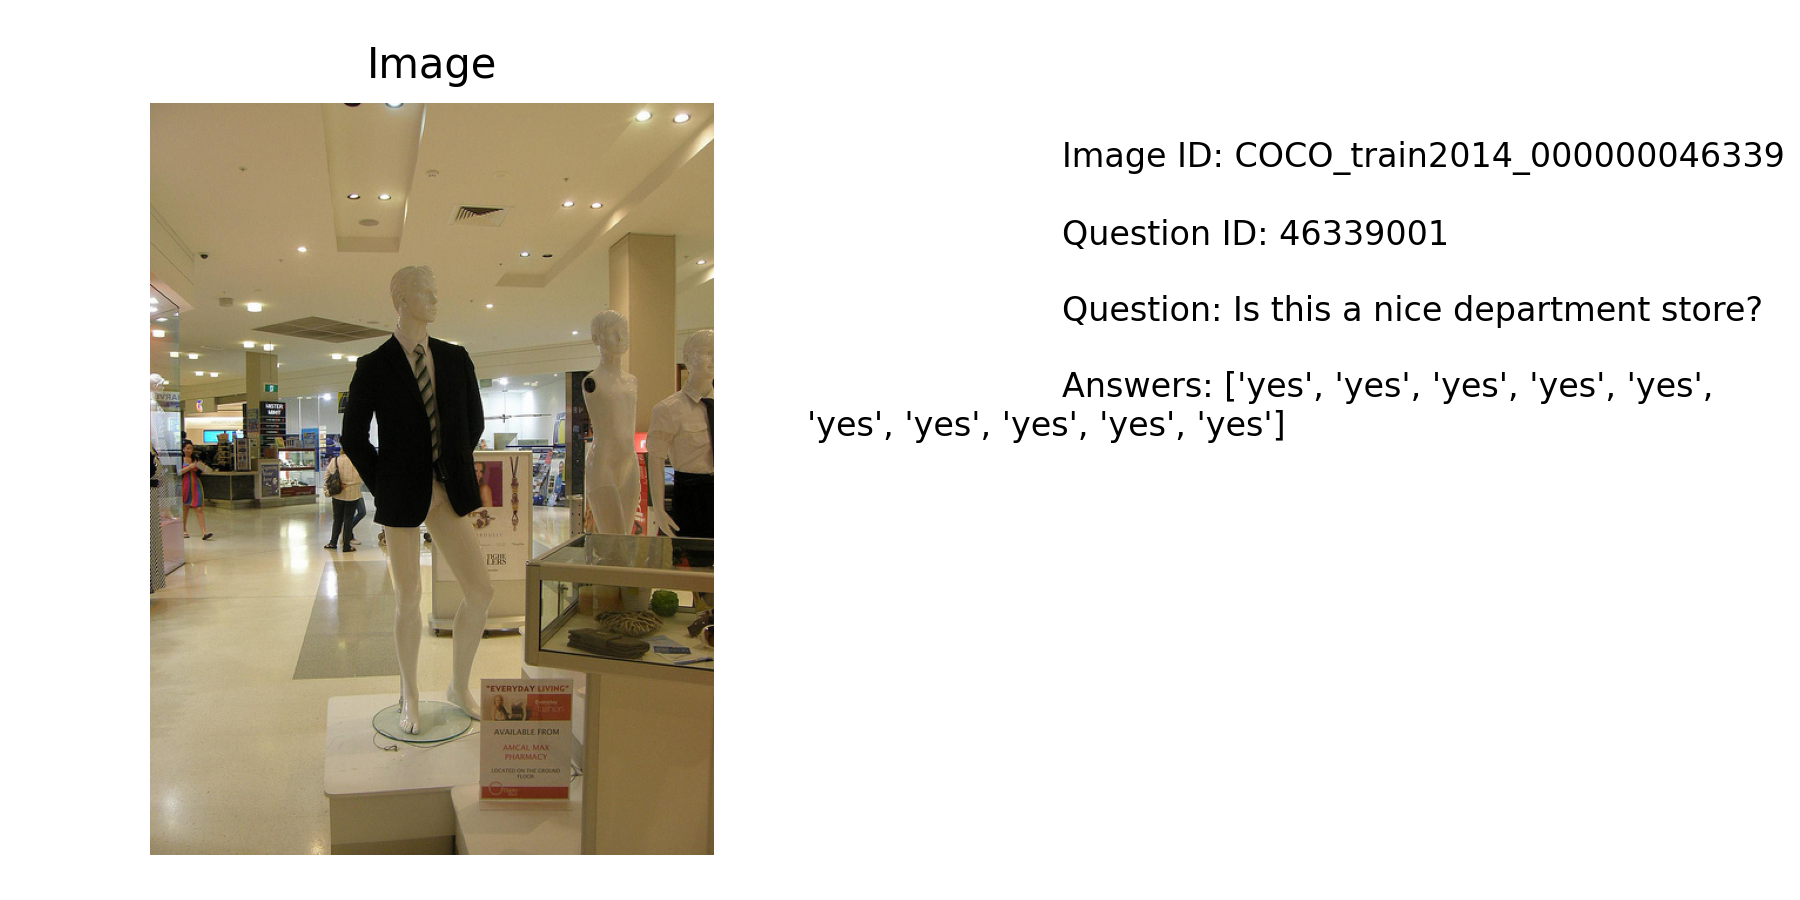 Image
MISTER
MINIT
TIGHE
LERS
"EVERYDAY LIVING"
AVAILABLE FROM
AMCAL MAX
PHARMACY
LOCATED ON THE GROUND
FLOOR
Image ID: COCO_train2014_000000046339
Question ID: 46339001
Question: Is this a nice department store?
Answers: ['yes', 'yes', 'yes', 'yes', 'yes',
'yes', 'yes', 'yes', 'yes', 'yes']